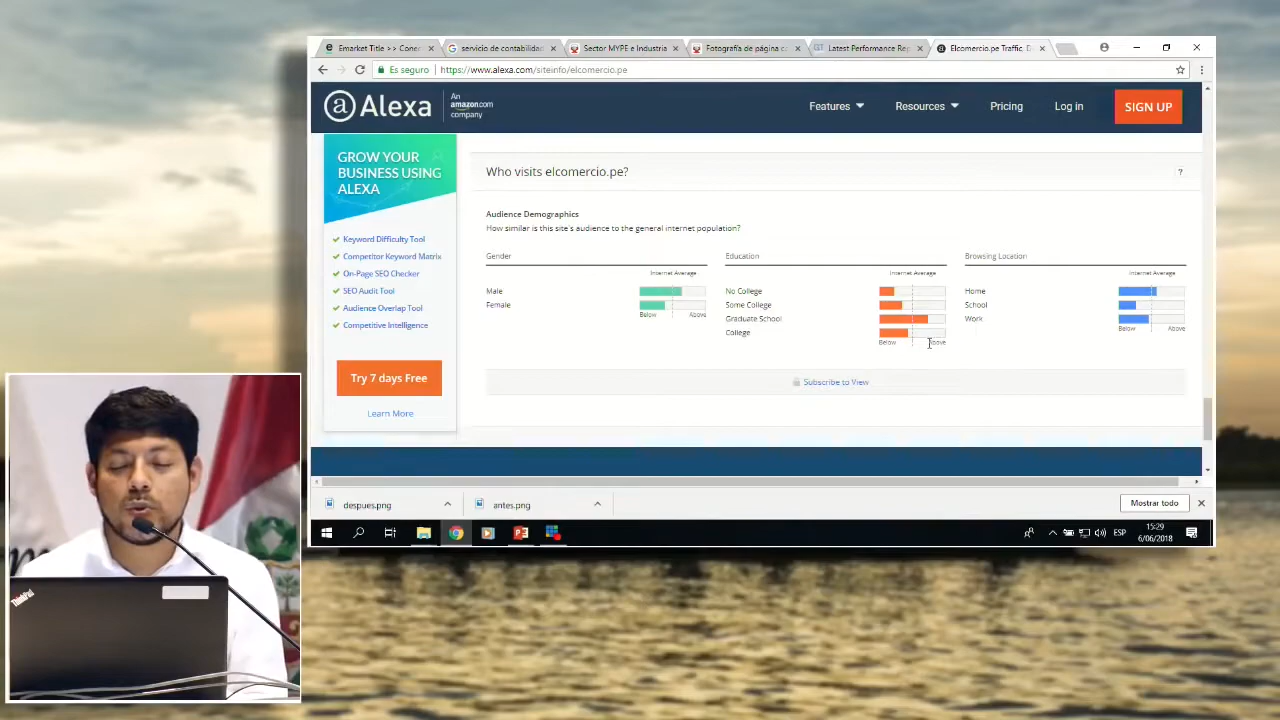 Emarket Title >> Coner
servicio de contabilidad
Sector MYPE e Industria
Fotografía de página c
Latest Performance Rep
Elcomercio.pe Traffic, D
Es seguro
https://www.alexa.com/siteinfo/elcomercio.pe
a Alexa
An
amazon.com
company
Features
Resources
Pricing
Log in
SIGN UP
GROW YOUR
BUSINESS USING
ALEXA
Keyword Difficulty Tool
Competitor Keyword Matrix
On-Page SEO Checker
SEO Audit Tool
Audience Overlap Tool
Competitive Intelligence
Try 7 days Free
Learn More
Who visits elcomercio.pe?
?
Audience Demographics
How similar is this site's audience to the general internet population?
Gender
Internet Average
Male
Female
Below Above
Education
Internet Average
No College
Some College
Graduate School
College
Below Above
Browsing Location
Internet Average
Home
School
Work
Below Above
Subscribe to View
despues.png
antes.png
Mostrar todo
ESP
15:29
6/06/2018
ThinkPad